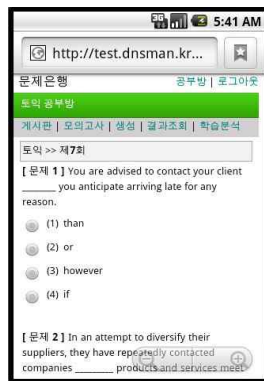 3G 5:41 AM
http://test.dnsman.kr...
문제은행 공부방 | 로그아웃
토익 공부방
게시판 | 모의고사 | 생성 | 결과조회 | 학습분석
토익 >> 제7회
[ 문제 1 ] You are advised to contact your client
_______ you anticipate arriving late for any
reason.
(1) than
(2) or
(3) however
(4) if
[ 문제 2 ] In an attempt to diversify their
suppliers, they have repeatedly contacted
companies ________ products and services meet